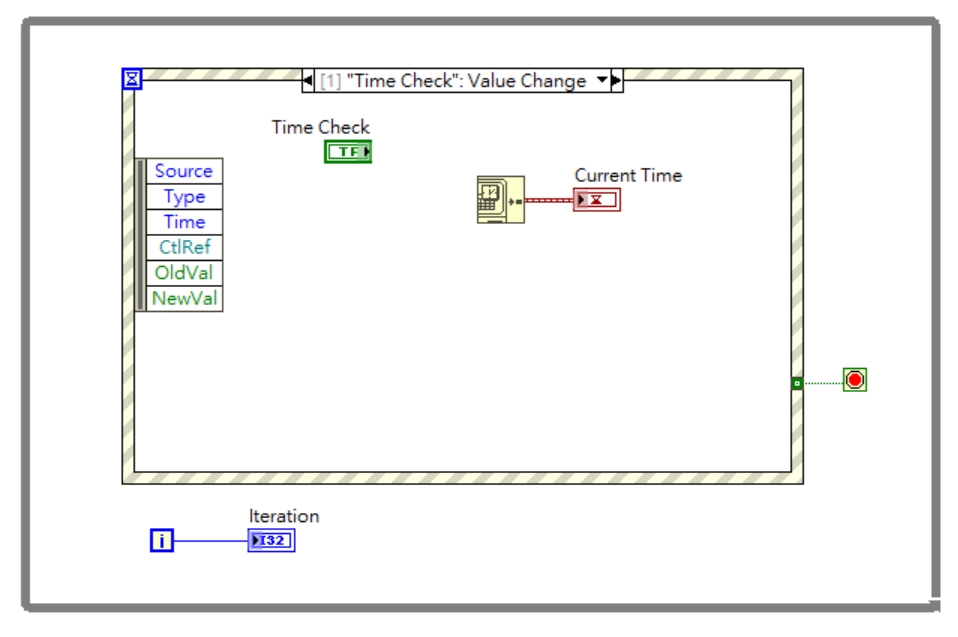 [1] "Time Check": Value Change
Time Check
TF
Source
Type
Time
CtlRef
OldVal
NewVal
Current Time
Iteration
i
I32